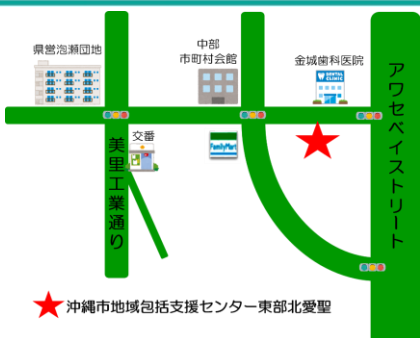 県営泡瀬団地
中部
市町村会館
金城歯科医院
DENTAL
CLINIC
アワセベイストリート
交番
FamilyMart
美里工業通り
沖縄市地域包括支援センター東部北愛聖